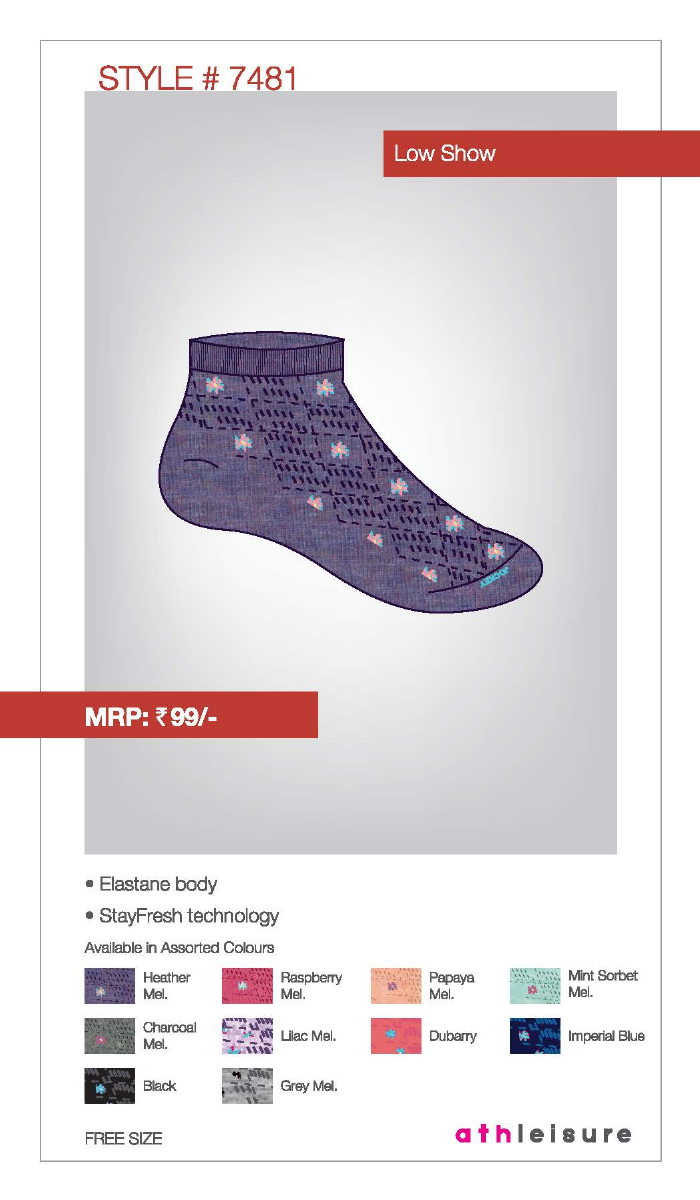 STYLE # 7481
Low Show
JOCKEY
MRP: ₹99/-
• Elastane body
• StayFresh technology
Available in Assorted Colours
Heather
Mel.
Raspberry
Mel.
Papaya
Mel.
Mint Sorbet
Mel.
Charcoal
Mel.
Lilac Mel.
Dubarry
Imperial Blue
Black
Grey Mel.
FREE SIZE
athleisure